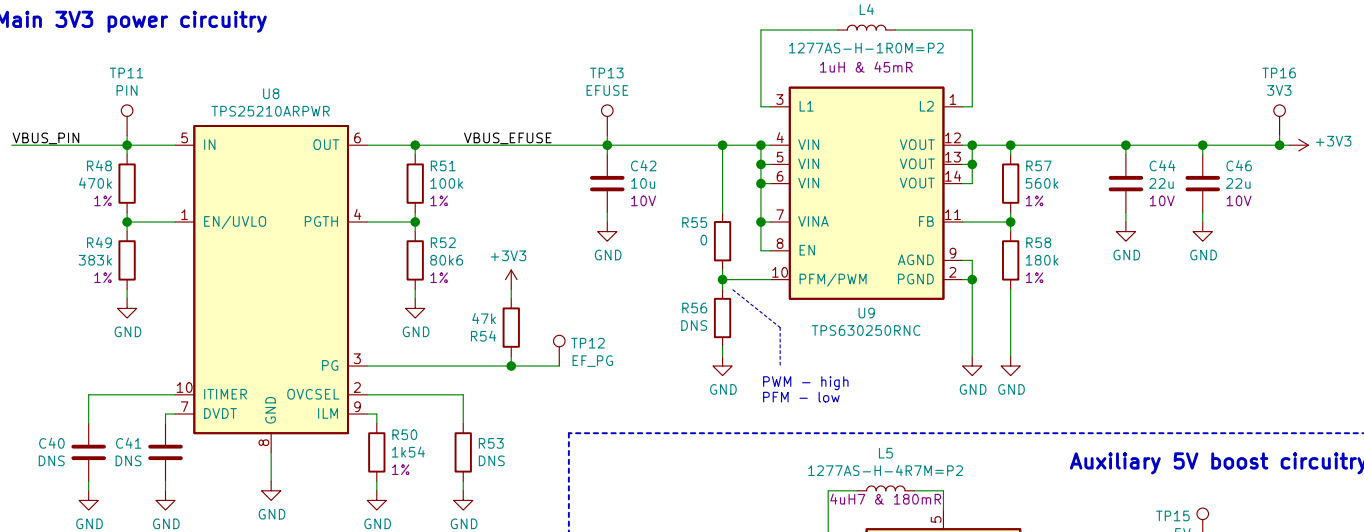 Main 3V3 power circuitry
L4
1277AS-H-1R0M=P2
1uH & 45mR
TP11
PIN
U8
TPS25210ARPWR
TP13
EFUSE
TP16
3V3
3
L1
L2
1
VBUS_PIN
5
IN
OUT
6
VBUS_EFUSE
4
VIN
VOUT
12
+3V3
5
VIN
VOUT
13
6
VIN
VOUT
14
R48
470k
1%
R51
100k
1%
C42
10u
10V
R57
560k
1%
C44
22u
10V
C46
22u
10V
1
EN/UVLO
PGTH
4
R55
0
7
VINA
FB
11
8
EN
R49
383k
1%
R52
80k6
1%
GND
AGND
9
R58
180k
1%
GND
GND
+3V3
10
PFM/PWM
PGND
2
GND
GND
R56
DNS
U9
TPS630250RNC
47k
R54
TP12
EF_PG
PG
3
GND
PWM - high
PFM - low
GND
GND
10
ITIMER
OVCSEL
2
7
DVDT
GND
ILM
9
8
C40
DNS
C41
DNS
R50
1k54
1%
R53
DNS
GND
GND
GND
GND
GND
L5
1277AS-H-4R7M=P2
4uH7 & 180mR
Auxiliary 5V boost circuitry
5
TP15
5V